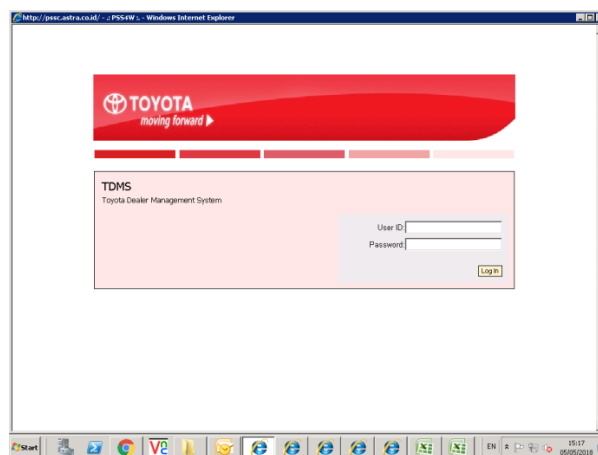 http://pssc.astra.co.id/ - .: PSS4W :. - Windows Internet Explorer
TOYOTA
moving forward
TDMS
Toyota Dealer Management System
User ID:
Password:
Log In
Start
EN
15:17
05/05/2018